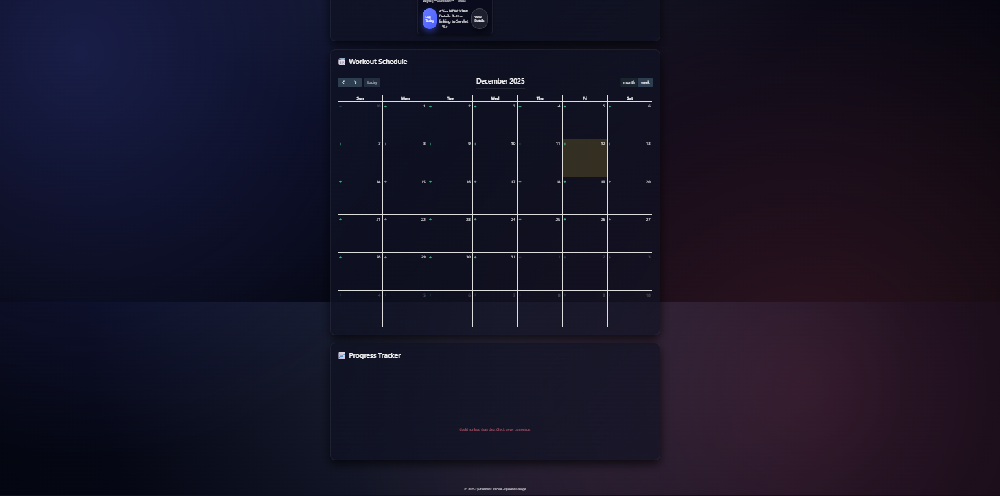 Days: | **Duration:** -- mins
Log Today
<%-- NEW: View
Details Button
linking to Servlet
--%>
View Details
Workout Schedule
today
December 2025
month week
Sun Mon Tue Wed Thu Fri Sat
+ 30 + 1 + 2 + 3 + 4 + 5 + 6
+ 7 + 8 + 9 + 10 + 11 + 12 + 13
+ 14 + 15 + 16 + 17 + 18 + 19 + 20
+ 21 + 22 + 23 + 24 + 25 + 26 + 27
+ 28 + 29 + 30 + 31 + 1 + 2 + 3
+ 4 + 5 + 6 + 7 + 8 + 9 + 10
Progress Tracker
Could not load chart data. Check server connection.
© 2025 QFit Fitness Tracker - Queens College